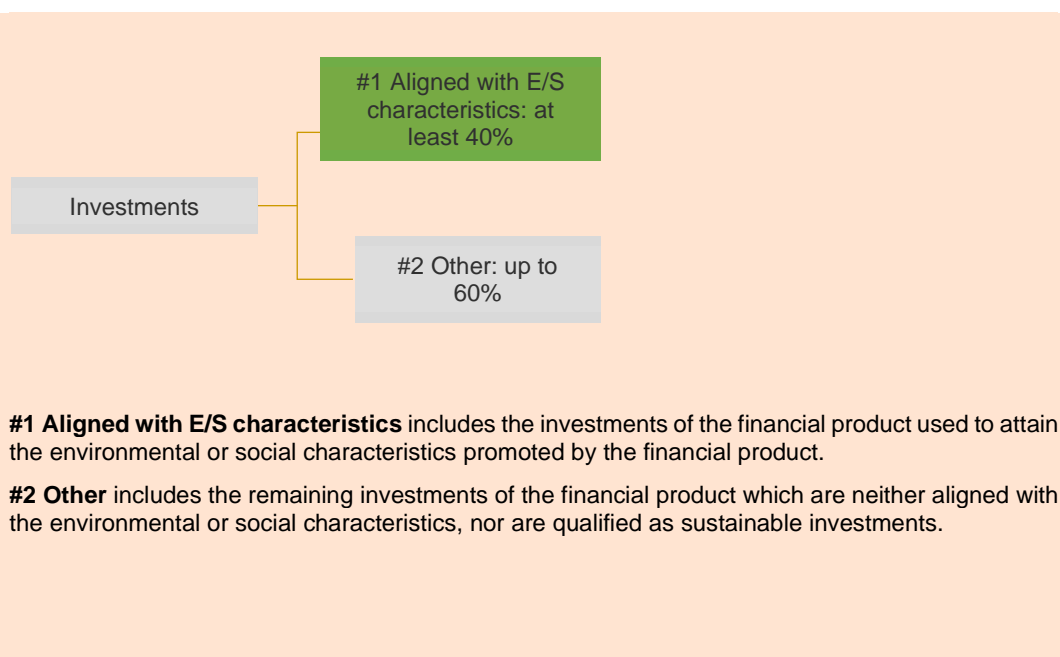 #1 Aligned with E/S
characteristics: at
least 40%
Investments
#2 Other: up to
60%
#1 Aligned with E/S characteristics includes the investments of the financial product used to attain
the environmental or social characteristics promoted by the financial product.
#2 Other includes the remaining investments of the financial product which are neither aligned with
the environmental or social characteristics, nor are qualified as sustainable investments.